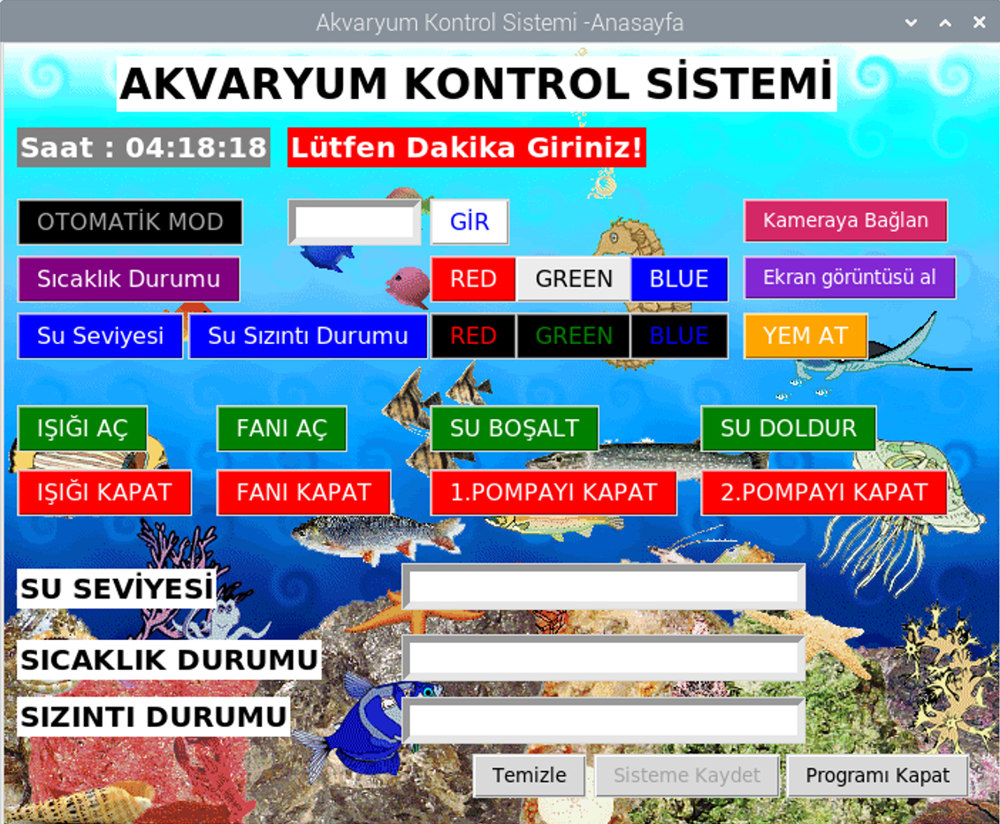 Akvaryum Kontrol Sistemi -Anasayfa
AKVARYUM KONTROL SİSTEMİ
Saat : 04:18:18 Lütfen Dakika Giriniz!
OTOMATİK MOD GİR Kameraya Bağlan
Sıcaklık Durumu RED GREEN BLUE Ekran görüntüsü al
Su Seviyesi Su Sızıntı Durumu RED GREEN BLUE YEM AT
IŞIĞI AÇ FANI AÇ SU BOŞALT SU DOLDUR
IŞIĞI KAPAT FANI KAPAT 1.POMPAYI KAPAT 2.POMPAYI KAPAT
SU SEVİYESİ
SICAKLIK DURUMU
SIZINTI DURUMU
Temizle Sisteme Kaydet Programı Kapat